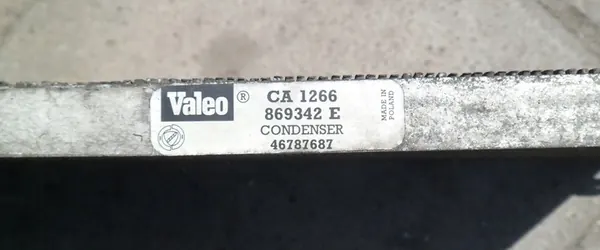 Valeo ® CA 1266
869342 E
CONDENSER
46787687
MADE IN
POLAND